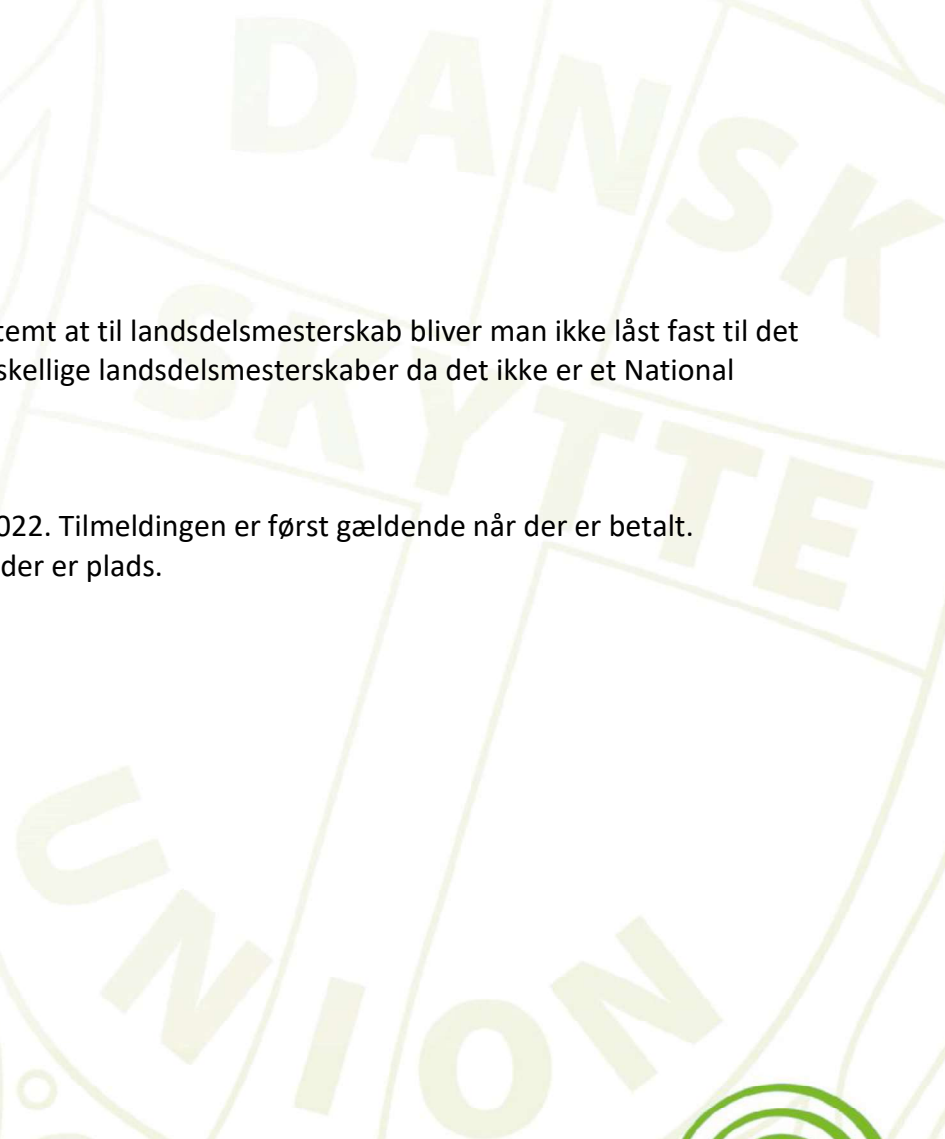 DANSK
SKYTTE
UNION
temt at til landsdelsmesterskab bliver man ikke låst fast til det
skellige landsdelsmesterskaber da det ikke er et National
022. Tilmeldingen er først gældende når der er betalt.
der er plads.